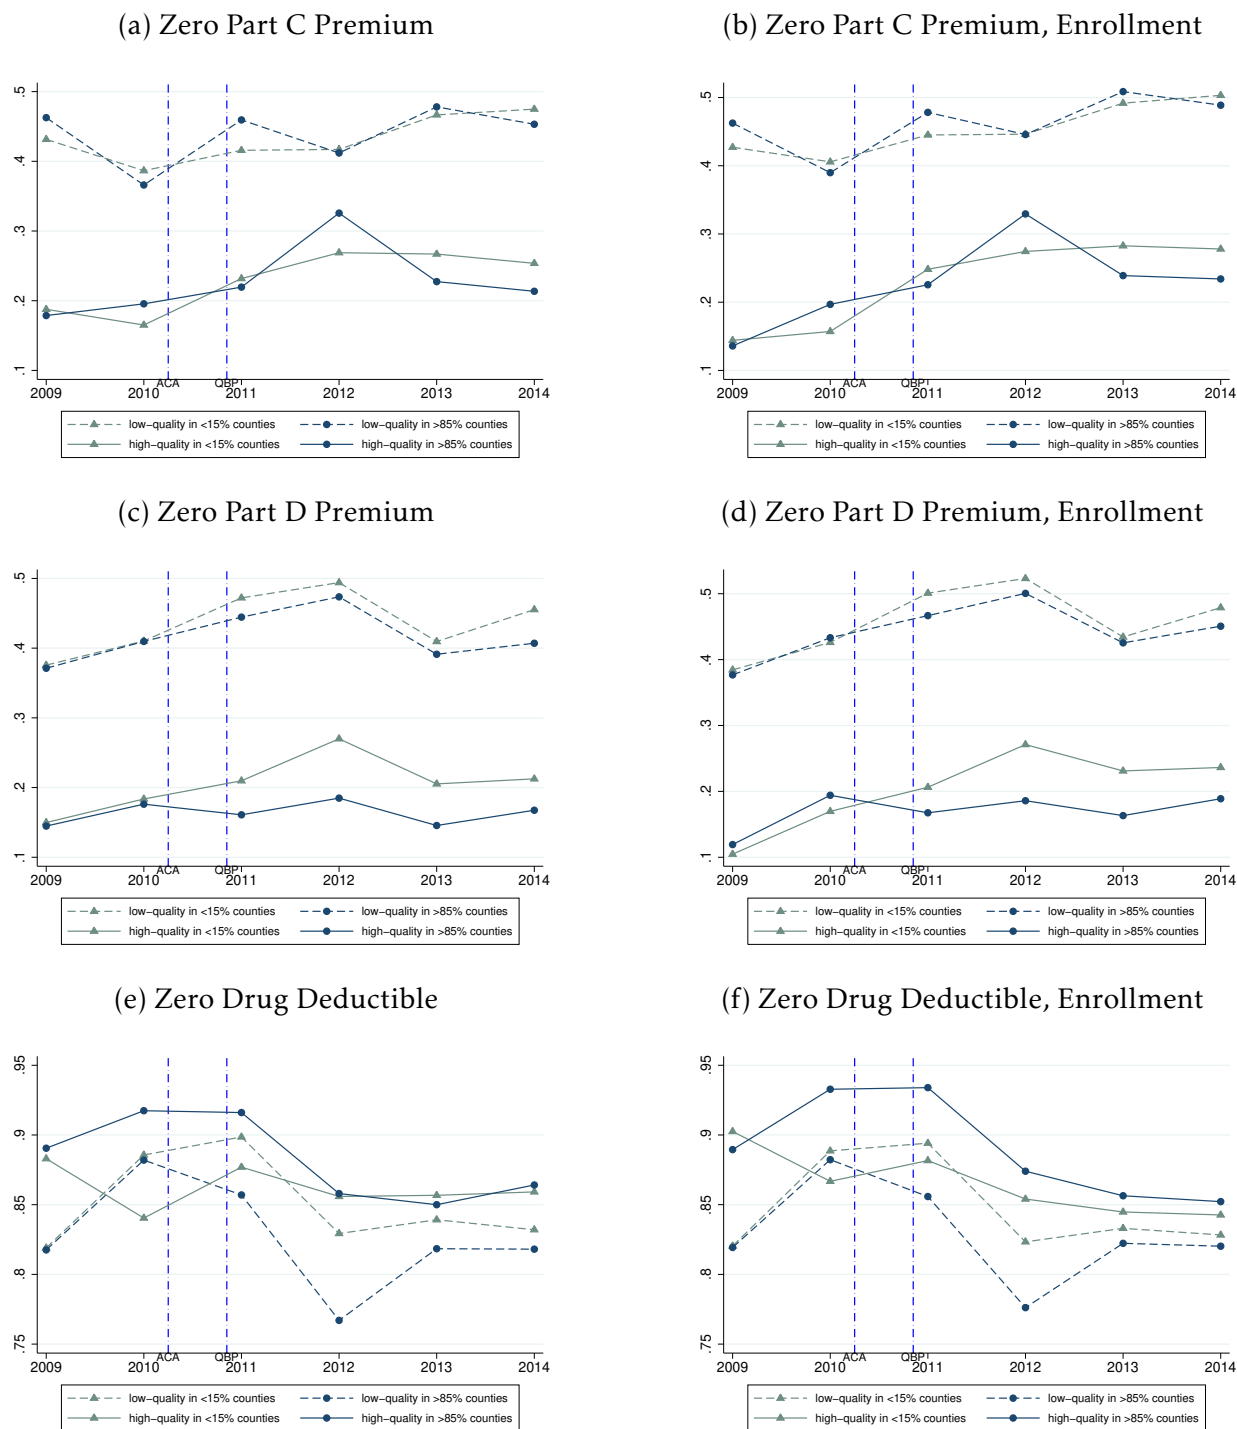 (a) Zero Part C Premium
.5
.4
.3
.2
.1
2009 2010 ACA QBP 2011 2012 2013 2014
low−quality in <15% counties low−quality in >85% counties
high−quality in <15% counties high−quality in >85% counties
(b) Zero Part C Premium, Enrollment
.5
.4
.3
.2
.1
2009 2010 ACA QBP 2011 2012 2013 2014
low−quality in <15% counties low−quality in >85% counties
high−quality in <15% counties high−quality in >85% counties
(c) Zero Part D Premium
.5
.4
.3
.2
.1
2009 2010 ACA QBP 2011 2012 2013 2014
low−quality in <15% counties low−quality in >85% counties
high−quality in <15% counties high−quality in >85% counties
(d) Zero Part D Premium, Enrollment
.5
.4
.3
.2
.1
2009 2010 ACA QBP 2011 2012 2013 2014
low−quality in <15% counties low−quality in >85% counties
high−quality in <15% counties high−quality in >85% counties
(e) Zero Drug Deductible
.95
.9
.85
.8
.75
2009 2010 ACA QBP 2011 2012 2013 2014
low−quality in <15% counties low−quality in >85% counties
high−quality in <15% counties high−quality in >85% counties
(f) Zero Drug Deductible, Enrollment
.95
.9
.85
.8
.75
2009 2010 ACA QBP 2011 2012 2013 2014
low−quality in <15% counties low−quality in >85% counties
high−quality in <15% counties high−quality in >85% counties